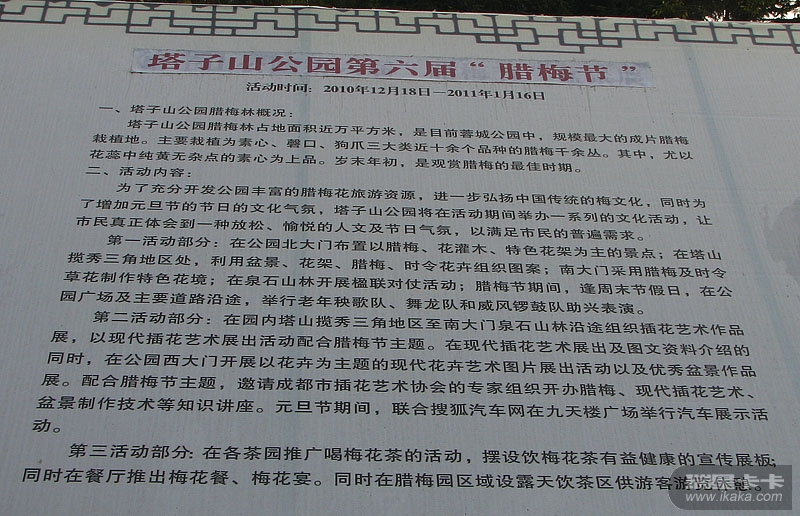 塔子山公园第六届“腊梅节”
活动时间：2010年12月18日—2011年1月16日
一、塔子山公园腊梅林概况：
塔子山公园腊梅林占地面积近万平方米，是目前蓉城公园中，规模最大的成片腊梅
栽植地。主要栽植为素心、磬口、狗爪三大类近十余个品种的腊梅千余丛。其中，尤以
花蕊中纯黄无杂点的素心为上品。岁末年初，是观赏腊梅的最佳时期。
二、活动内容：
为了充分开发公园丰富的腊梅花旅游资源，进一步弘扬中国传统的梅文化，同时为
了增加元旦节的节日的文化气氛，塔子山公园将在活动期间举办一系列的文化活动，让
市民真正体会到一种放松、愉悦的人文及节日气氛，以满足市民的普遍需求。
第一活动部分：在公园北大门布置以腊梅、花灌木、特色花架为主的景点；在塔山
揽秀三角地区处，利用盆景、花架、腊梅、时令花卉组织图案；南大门采用腊梅及时令
草花制作特色花境；在泉石山林开展楹联对仗活动；腊梅节期间，逢周末节假日，在公
园广场及主要道路沿途，举行老年秧歌队、舞龙队和威风锣鼓队助兴表演。
第二活动部分：在园内塔山揽秀三角地区至南大门泉石山林沿途组织插花艺术作品
展，以现代插花艺术展出活动配合腊梅节主题。在现代插花艺术展出及图文资料介绍的
同时，在公园西大门开展以花卉为主题的现代花卉艺术图片展出活动以及优秀盆景作品
展。配合腊梅节主题，邀请成都市插花艺术协会的专家组织开办腊梅、现代插花艺术、
盆景制作技术等知识讲座。元旦节期间，联合搜狐汽车网在九天楼广场举行汽车展示活
动。
第三活动部分：在各茶园推广喝梅花茶的活动，摆设饮梅花茶有益健康的宣传展板；
同时在餐厅推出梅花餐、梅花宴。同时在腊梅园区域设露天饮茶区供游客游览休憩。
www.ikaka.com